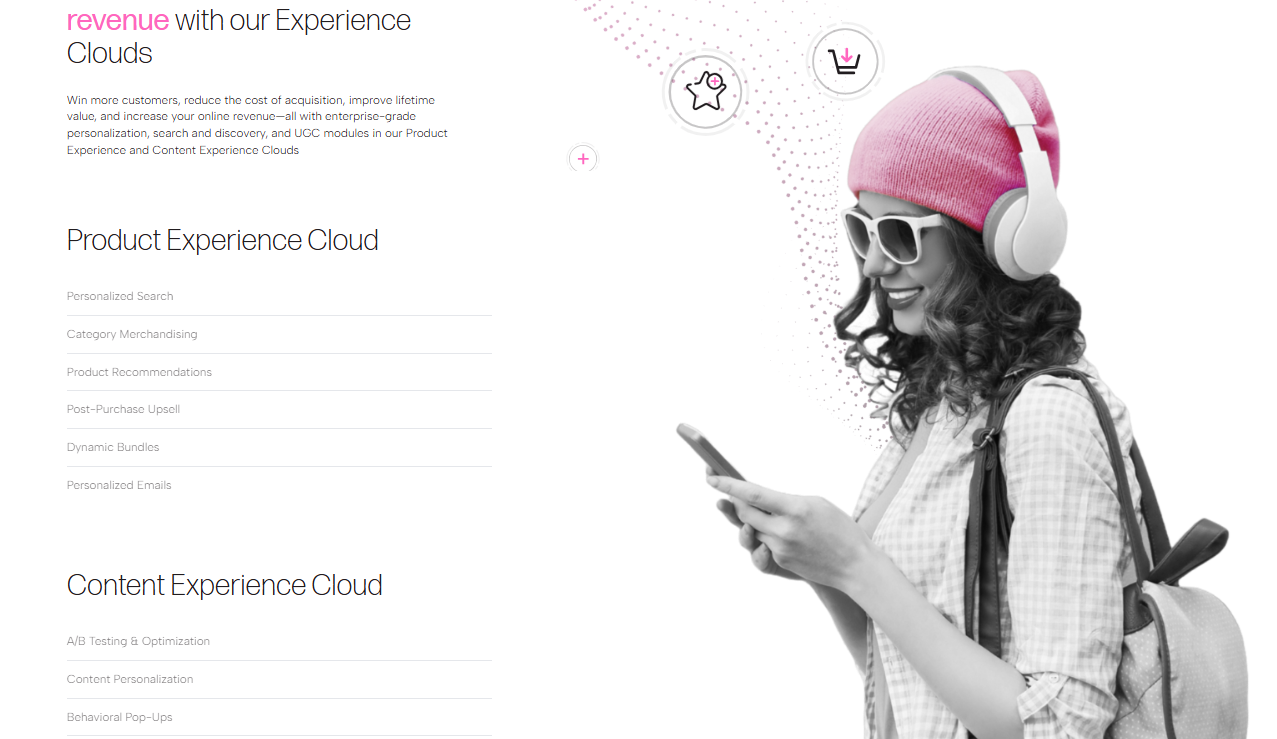 revenue with our Experience
Clouds
Win more customers, reduce the cost of acquisition, improve lifetime
value, and increase your online revenue—all with enterprise-grade
personalization, search and discovery, and UGC modules in our Product
Experience and Content Experience Clouds
Product Experience Cloud
Personalized Search
Category Merchandising
Product Recommendations
Post-Purchase Upsell
Dynamic Bundles
Personalized Emails
Content Experience Cloud
A/B Testing & Optimization
Content Personalization
Behavioral Pop-Ups